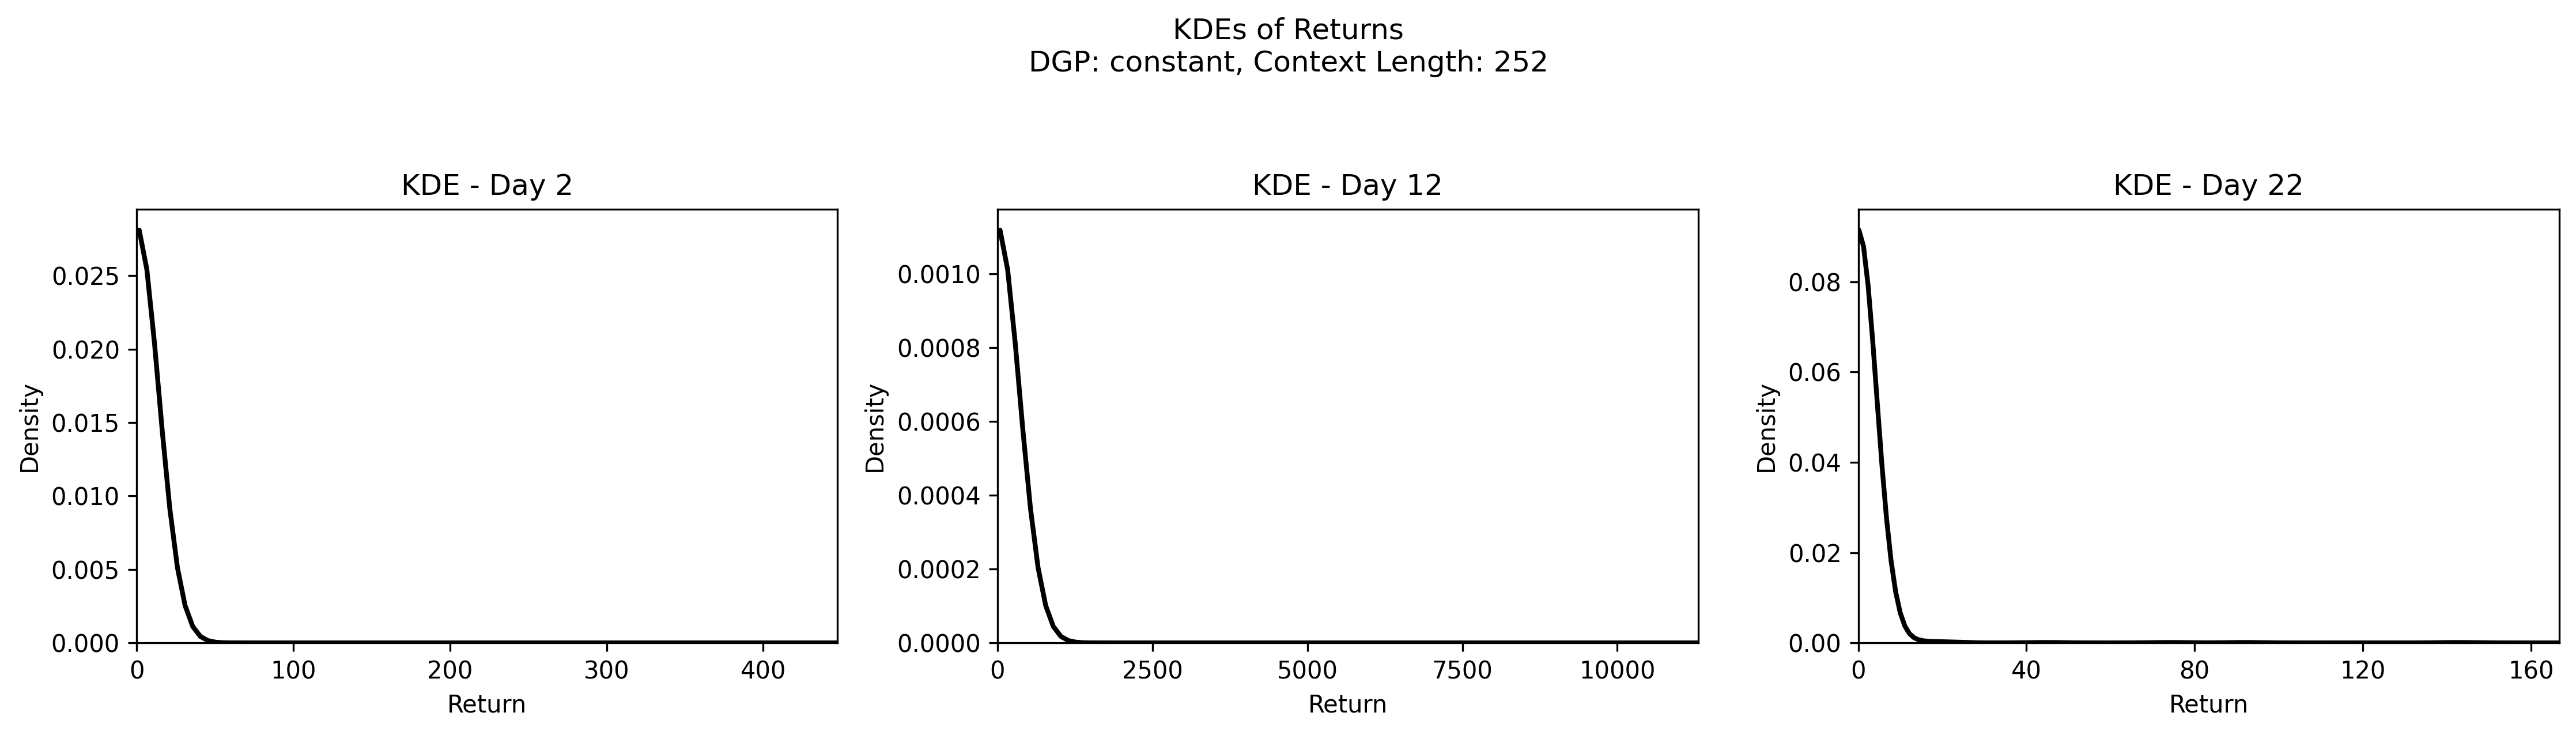 KDEs of Returns
DGP: constant, Context Length: 252
KDE - Day 2
Density
0.025
0.020
0.015
0.010
0.005
0.000
0 100 200 300 400
Return
KDE - Day 12
Density
0.0010
0.0008
0.0006
0.0004
0.0002
0.0000
0 2500 5000 7500 10000
Return
KDE - Day 22
Density
0.08
0.06
0.04
0.02
0.00
0 40 80 120 160
Return